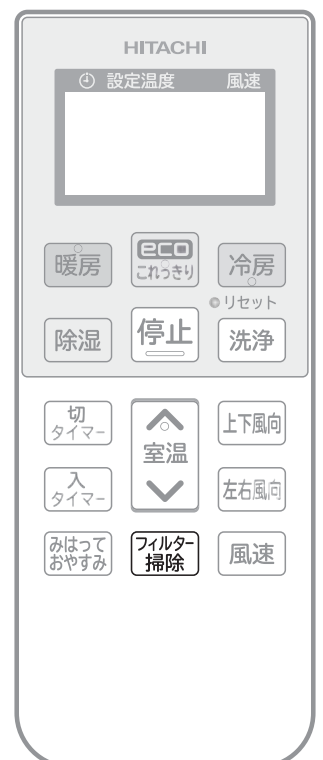 HITACHI
設定温度 風速
暖房
eco
これっきり
冷房
リセット
除湿
停止
洗浄
切
タイマー
室温
上下風向
入
タイマー
左右風向
みはって
おやすみ
フィルター
掃除
風速